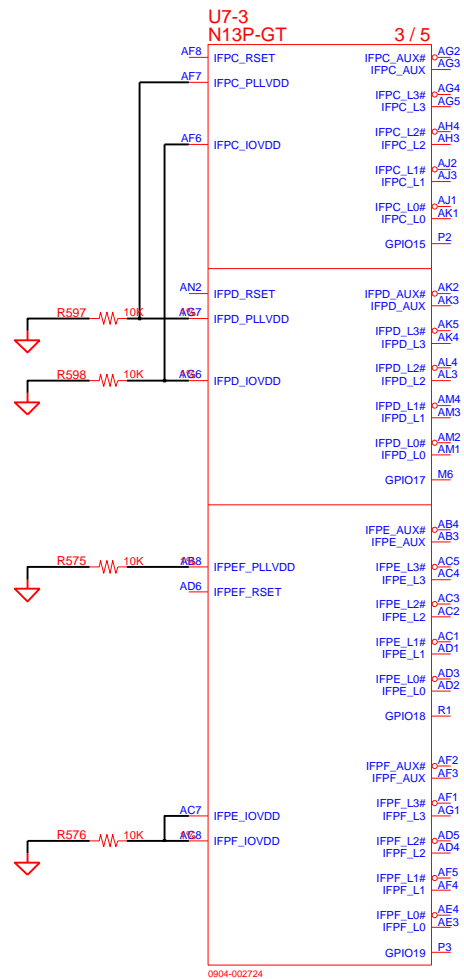 U7-3
N13P-GT 3 / 5
AF8 IFPC_RSET IFPC_AUX# AG2
IFPC_AUX AG3
AF7 IFPC_PLLVDD
IFPC_L3# AG4
IFPC_L3 AG5
AF6 IFPC_IOVDD
IFPC_L2# AH4
IFPC_L2 AH3
IFPC_L1# AJ2
IFPC_L1 AJ3
IFPC_L0# AJ1
IFPC_L0 AK1
GPIO15 P2
AN2 IFPD_RSET IFPD_AUX# AK2
IFPD_AUX AK3
R597 10K AG7 IFPD_PLLVDD
IFPD_L3# AK5
IFPD_L3 AK4
R598 10K AG6 IFPD_IOVDD
IFPD_L2# AL4
IFPD_L2 AL3
IFPD_L1# AM4
IFPD_L1 AM3
IFPD_L0# AM2
IFPD_L0 AM1
GPIO17 M6
IFPE_AUX# AB4
IFPE_AUX AB3
R575 10K AB8 IFPEF_PLLVDD
IFPE_L3# AC5
IFPE_L3 AC4
AD6 IFPEF_RSET
IFPE_L2# AC3
IFPE_L2 AC2
IFPE_L1# AC1
IFPE_L1 AD1
IFPE_L0# AD3
IFPE_L0 AD2
GPIO18 R1
IFPF_AUX# AF2
IFPF_AUX AF3
IFPF_L3# AF1
IFPF_L3 AG1
AC7 IFPE_IOVDD
R576 10K AG8 IFPF_IOVDD
IFPF_L2# AD5
IFPF_L2 AD4
IFPF_L1# AF5
IFPF_L1 AF4
IFPF_L0# AE4
IFPF_L0 AE3
GPIO19 P3
0904-002724